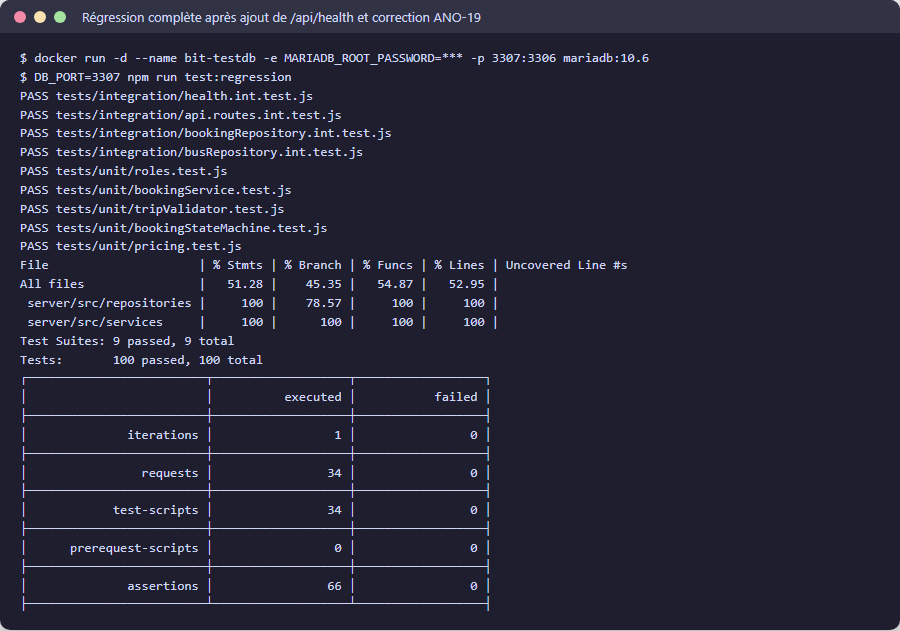 Régression complète après ajout de /api/health et correction ANO-19
$ docker run -d --name bit-testdb -e MARIADB_ROOT_PASSWORD=*** -p 3307:3306 mariadb:10.6
$ DB_PORT=3307 npm run test:regression
PASS tests/integration/health.int.test.js
PASS tests/integration/api.routes.int.test.js
PASS tests/integration/bookingRepository.int.test.js
PASS tests/integration/busRepository.int.test.js
PASS tests/unit/roles.test.js
PASS tests/unit/bookingService.test.js
PASS tests/unit/tripValidator.test.js
PASS tests/unit/bookingStateMachine.test.js
PASS tests/unit/pricing.test.js
File | % Stmts | % Branch | % Funcs | % Lines | Uncovered Line #s
All files | 51.28 | 45.35 | 54.87 | 52.95 |
server/src/repositories | 100 | 78.57 | 100 | 100 |
server/src/services | 100 | 100 | 100 | 100 |
Test Suites: 9 passed, 9 total
Tests: 100 passed, 100 total
executed failed
iterations 1 0
requests 34 0
test-scripts 34 0
prerequest-scripts 0 0
assertions 66 0